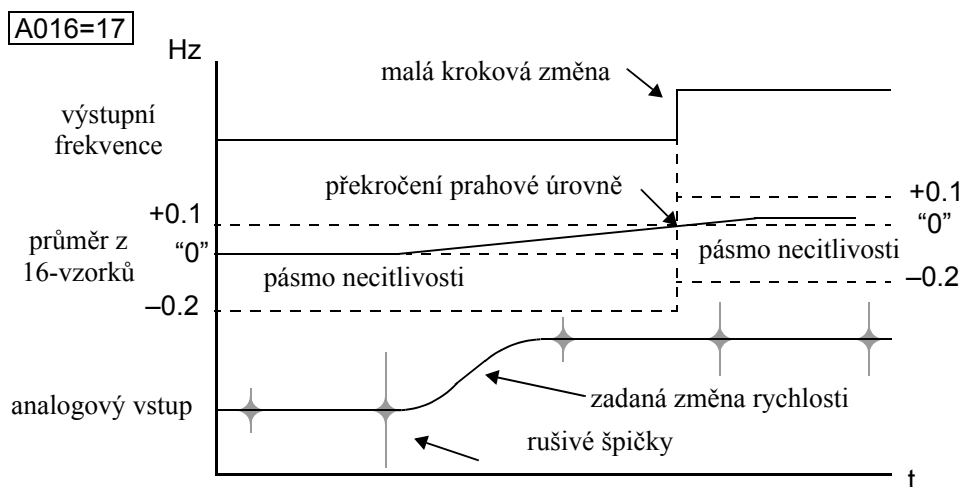 A016=17
Hz
malá kroková změna
výstupní
frekvence
překročení prahové úrovně
+0.1
+0.1
"0"
průměr z
16-vzorků
"0"
pásmo necitlivosti
pásmo necitlivosti
–0.2
–0.2
analogový vstup
zadaná změna rychlosti
rušivé špičky
t